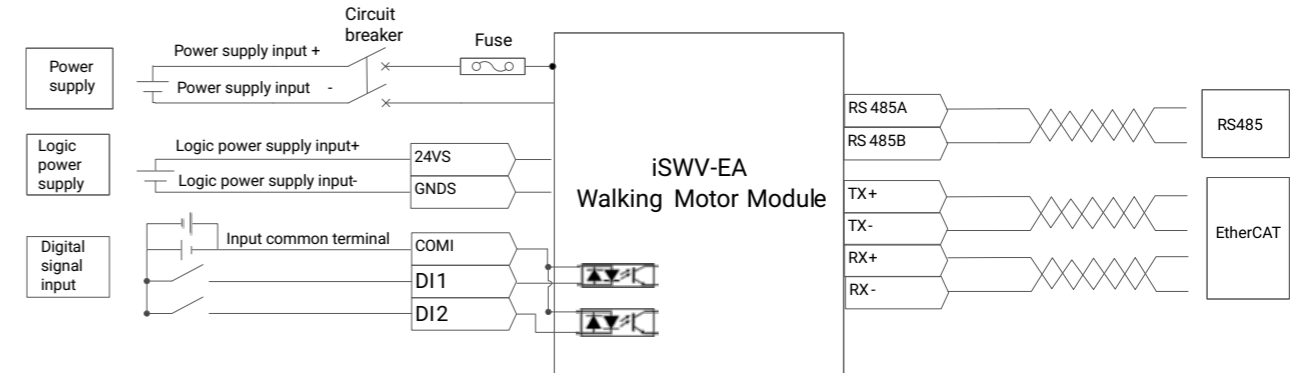 Circuit
breaker
Fuse
Power
supply
Power supply input +
Power supply input -
Logic
power
supply
Logic power supply input+
Logic power supply input-
24VS
GNDS
Digital
signal
input
Input common terminal
COMI
DI1
DI2
iSWV-EA
Walking Motor Module
RS 485A
RS 485B
RS485
TX+
TX-
RX+
RX-
EtherCAT